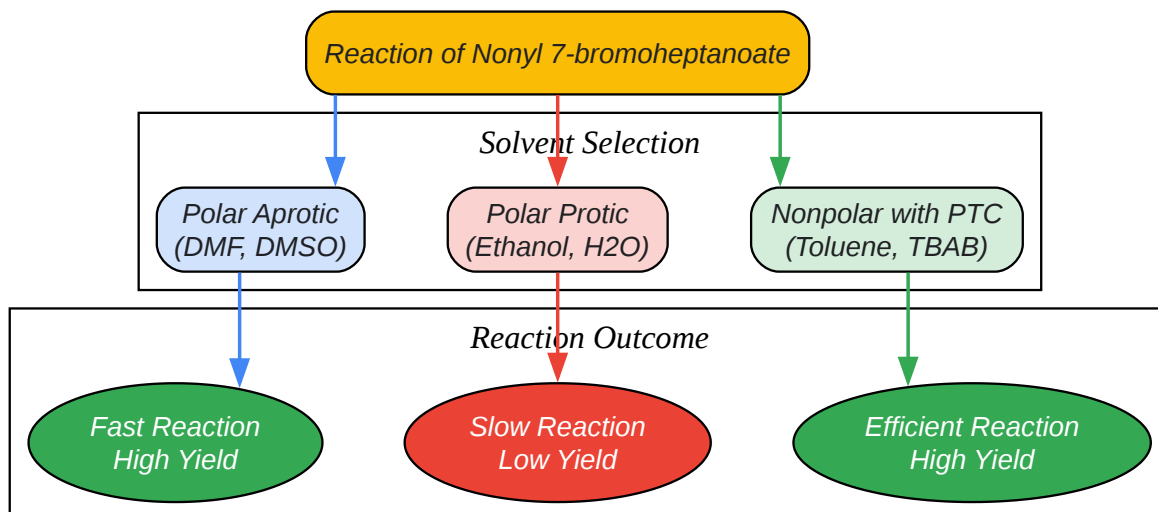 Reaction of Nonyl 7-bromoheptanoate
Solvent Selection
Polar Aprotic
(DMF, DMSO)
Polar Protic
(Ethanol, H2O)
Nonpolar with PTC
(Toluene, TBAB)
Reaction Outcome
Fast Reaction
High Yield
Slow Reaction
Low Yield
Efficient Reaction
High Yield